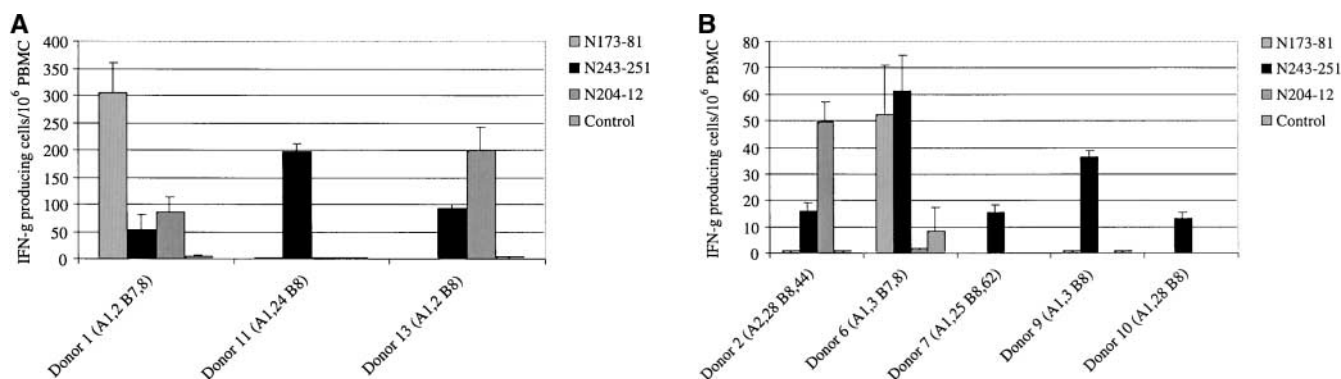 A
IFN-g producing cells/10⁶ PBMC
400
350
300
250
200
150
100
50
0
Donor 1 (A1,2 B7,8)
Donor 11 (A1,24 B8)
Donor 13 (A1,2 B8)
N173-81
N243-251
N204-12
Control
B
IFN-g producing cells/10⁶ PBMC
80
70
60
50
40
30
20
10
0
Donor 2 (A2,28 B8,44)
Donor 6 (A1,3 B7,8)
Donor 7 (A1,25 B8,62)
Donor 9 (A1,3 B8)
Donor 10 (A1,28 B8)
N173-81
N243-251
N204-12
Control